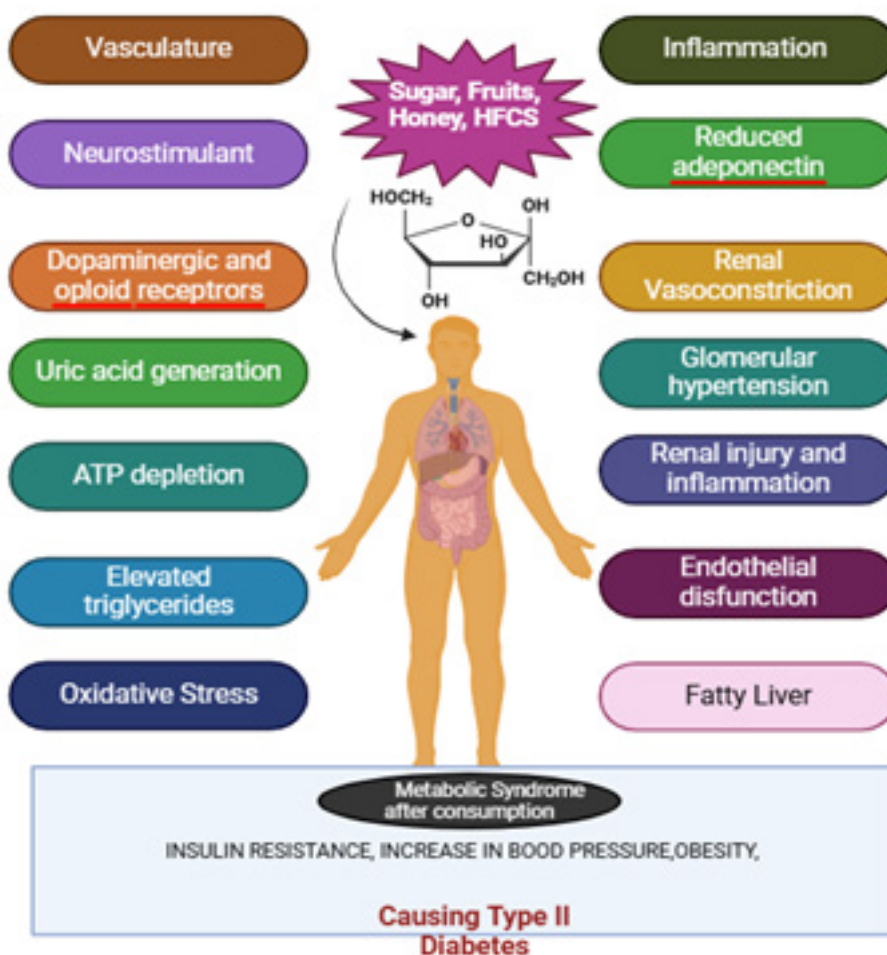 Vasculature
Neurostimulant
Dopaminergic and
oploid receptrors
Uric acid generation
ATP depletion
Elevated
triglycerides
Oxidative Stress
Sugar, Fruits,
Honey, HFCS
HOCH₂
O
OH
HO
CH₂OH
OH
Inflammation
Reduced
adeponectin
Renal
Vasoconstriction
Glomerular
hypertension
Renal injury and
inflammation
Endothelial
disfunction
Fatty Liver
Metabolic Syndrome
after consumption
INSULIN RESISTANCE, INCREASE IN BOOD PRESSURE,OBESITY,
Causing Type II
Diabetes